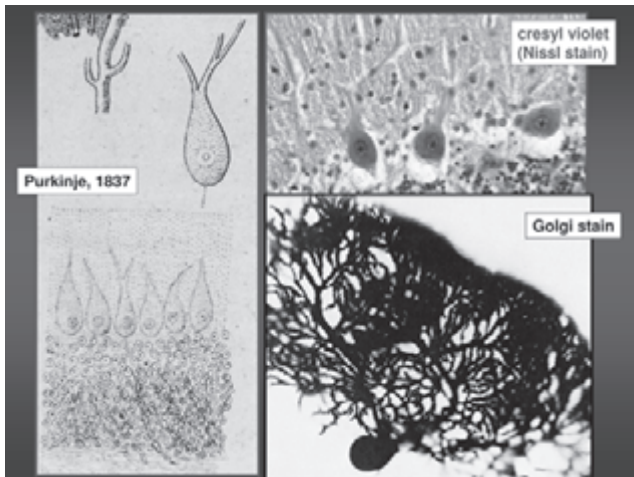 Purkinje, 1837
cresyl violet
(Nissl stain)
Golgi stain